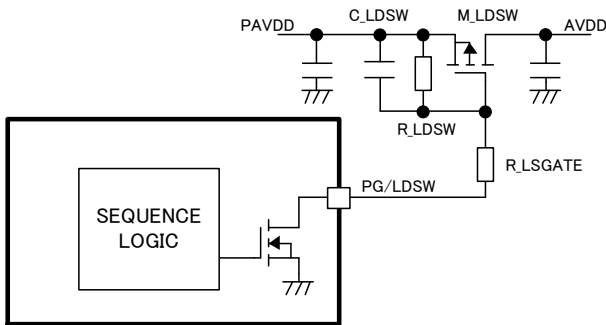 PAVDD
C_LDSW
M_LDSW
AVDD
R_LDSW
R_LSGATE
PG/LDSW
SEQUENCE
LOGIC